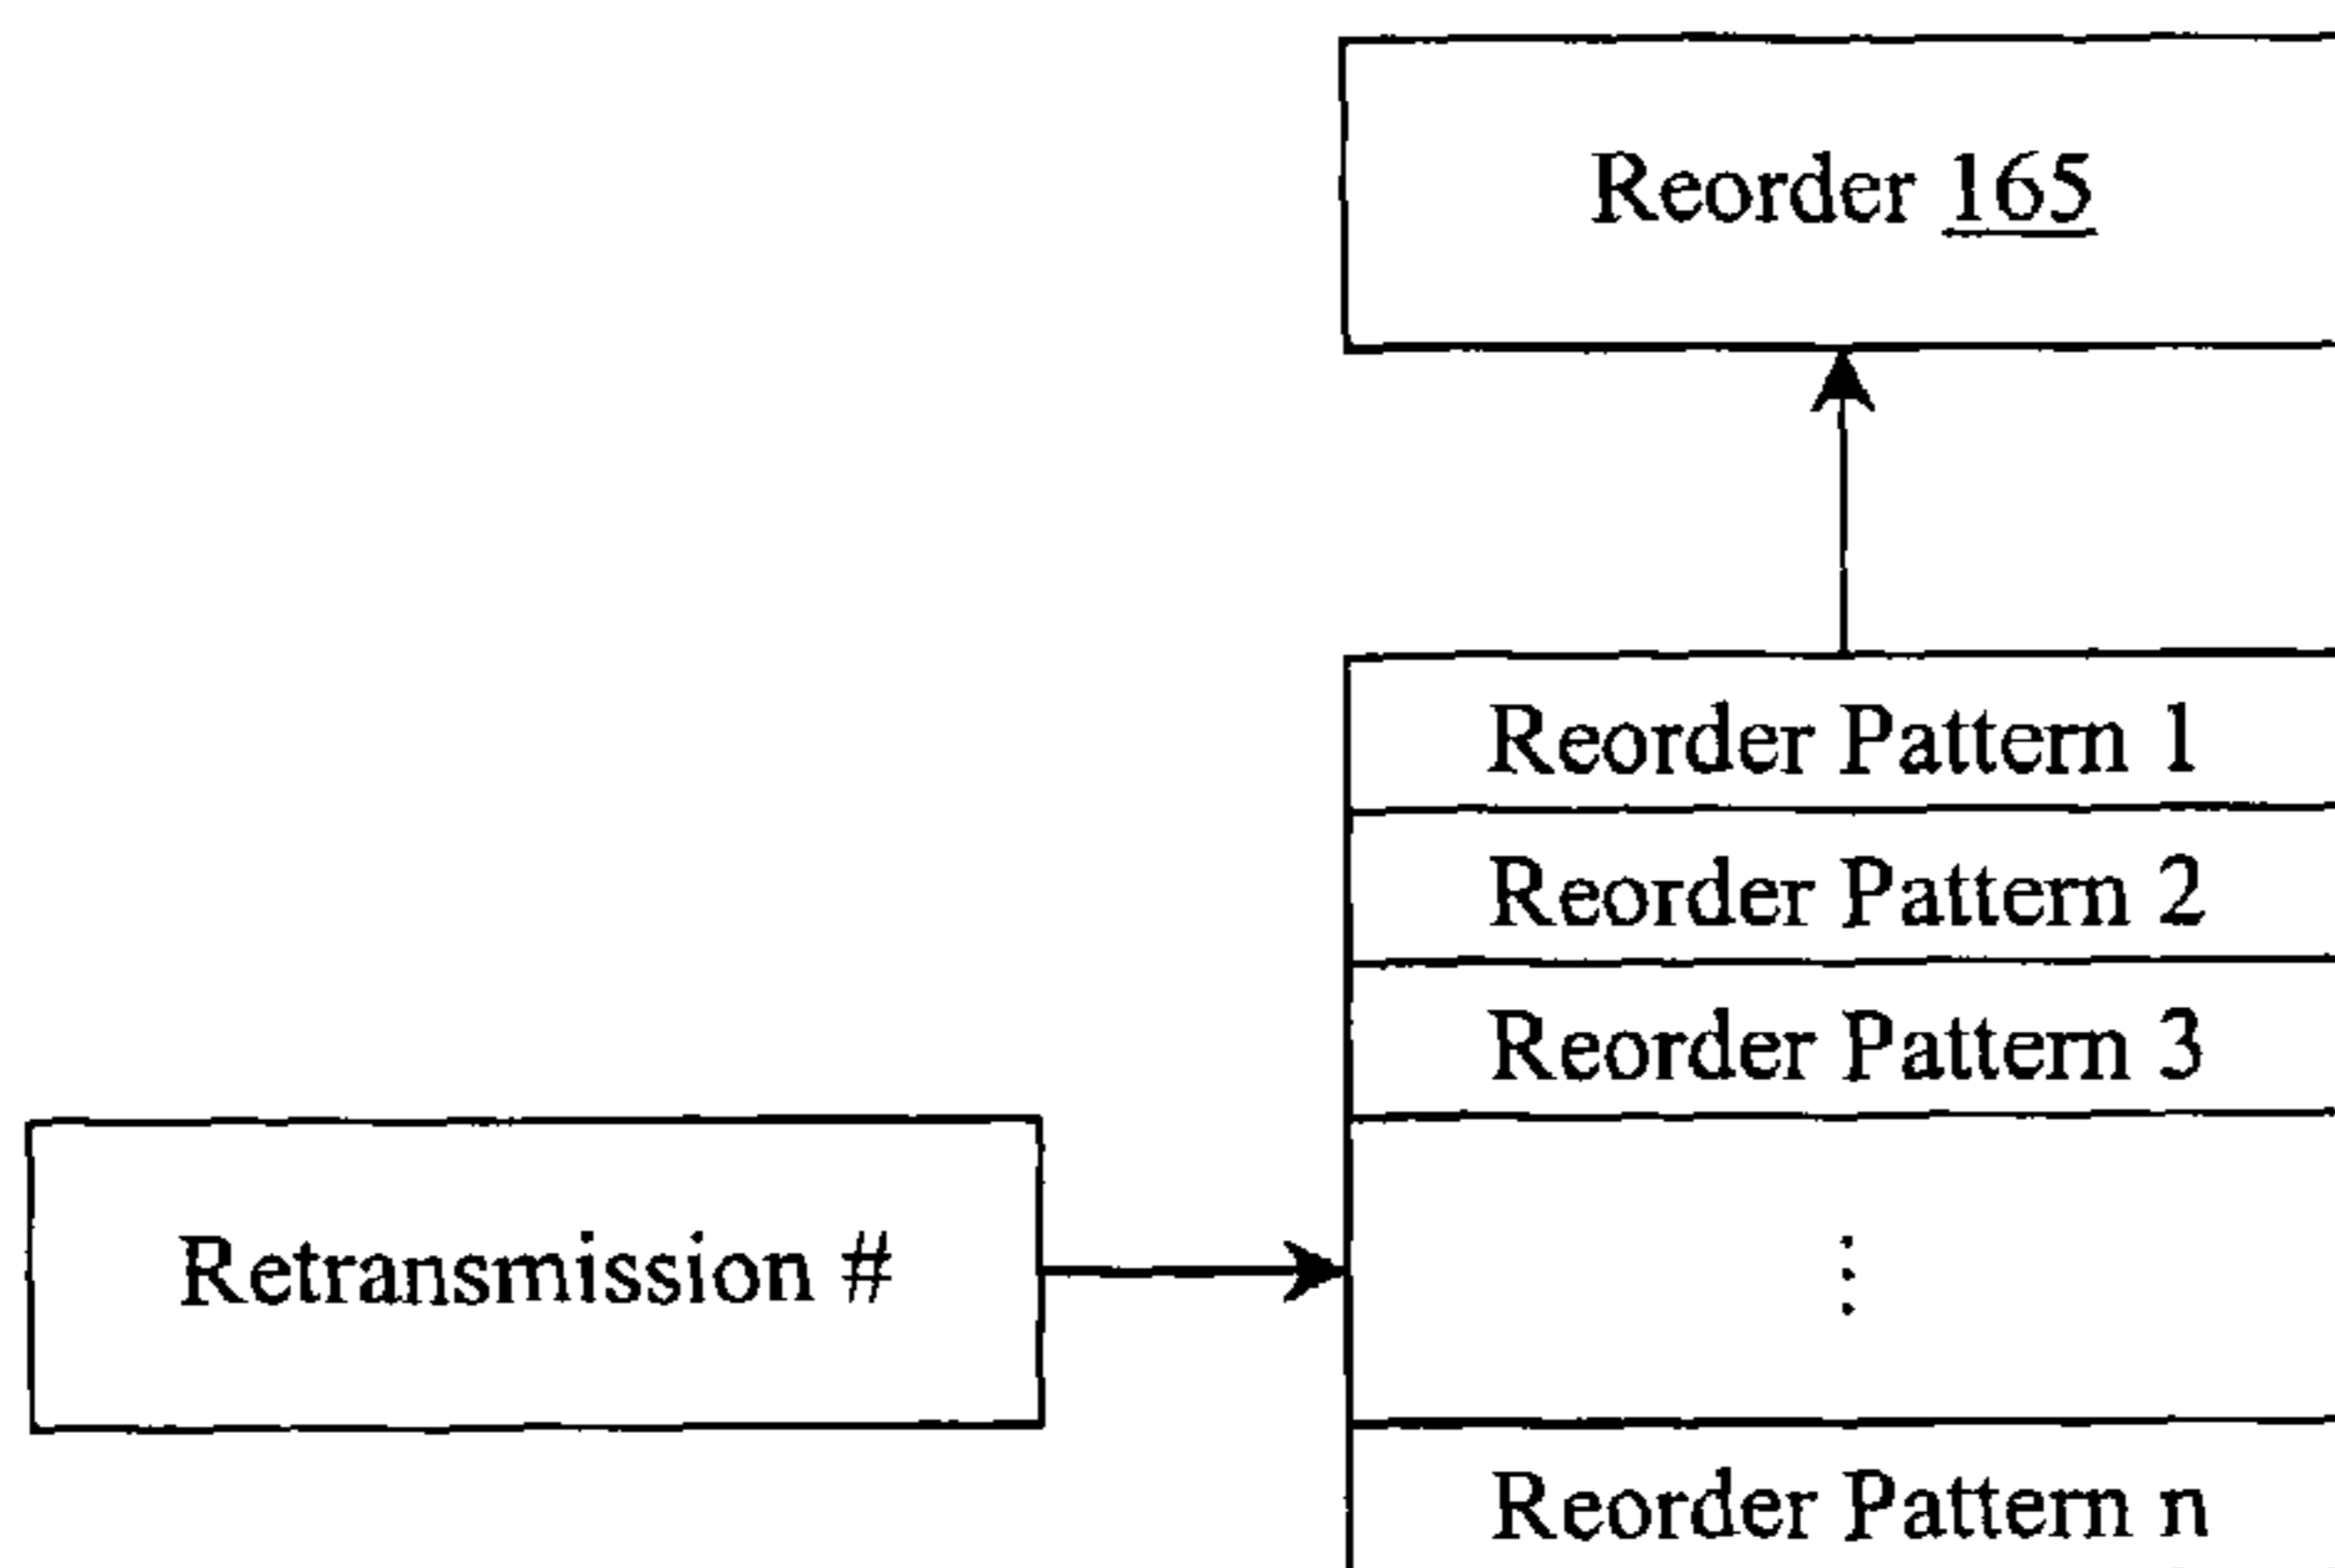 Reorder 165
Reorder Pattern 1
Reorder Pattern 2
Reorder Pattern 3
Retransmission #
⋮
Reorder Pattern n